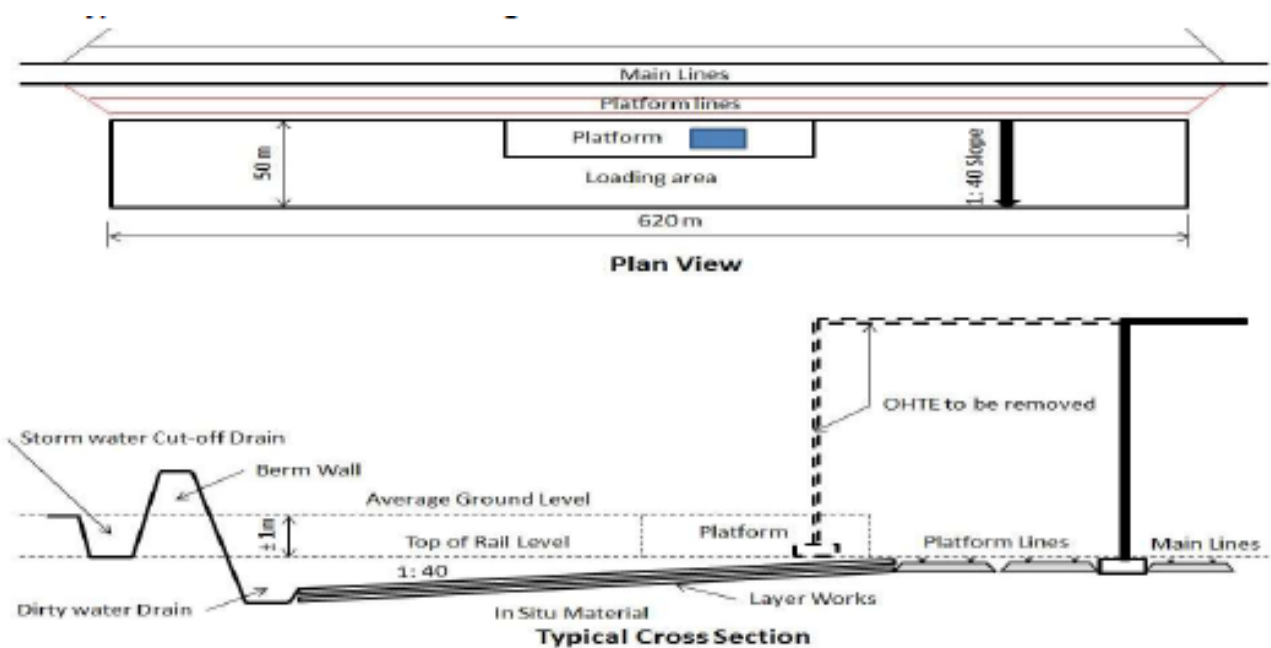 Main Lines
Platform lines
Platform
50 m
Loading area
1: 40 Slope
620 m
Plan View
OHTE to be removed
Storm water Cut-off Drain
Berm Wall
Average Ground Level
± 1m
Platform
Top of Rail Level
Platform Lines
Main Lines
1: 40
Dirty water Drain
In Situ Material
Layer Works
Typical Cross Section